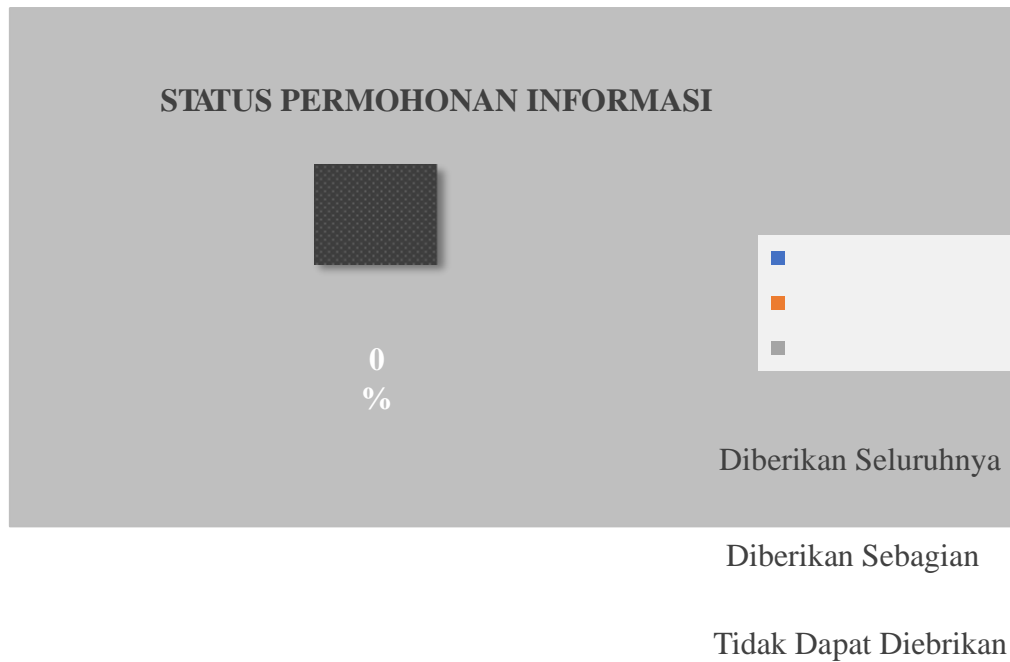 STATUS PERMOHONAN INFORMASI
0
%
Diberikan Seluruhnya
Diberikan Sebagian
Tidak Dapat Diebrikan